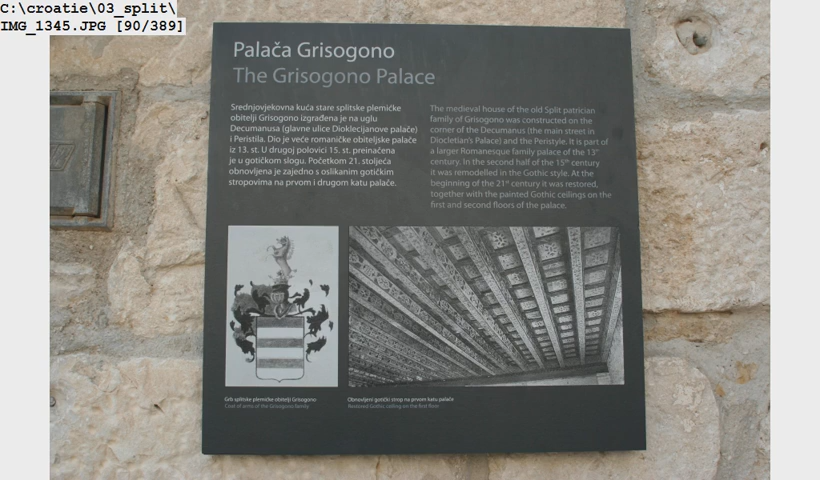 C:\croatie\03_split\
IMG_1345.JPG [90/389]
Palača Grisogono
The Grisogono Palace
Srednjovjekovna kuća stare splitske plemičke
obitelji Grisogono izgrađena je na uglu
Decumanusa (glavne ulice Dioklecijanove palače)
i Peristila. Dio je veće romaničke obiteljske palače
iz 13. st. U drugoj polovici 15. st. preinačena
je u gotičkom slogu. Početkom 21. stoljeća
obnovljena je zajedno s oslikanim gotičkim
stropovima na prvom i drugom katu palače.
The medieval house of the old Split patrician
family of Grisogono was constructed on the
corner of the Decumanus (the main street in
Diocletian's Palace) and the Peristyle. It is part of
a larger Romanesque family palace of the 13th
century. In the second half of the 15th century
it was remodelled in the Gothic style. At the
beginning of the 21st century it was restored,
together with the painted Gothic ceilings on the
first and second floors of the palace.
Grb splitske plemićke obitelji Grisogono
Coat of arms of the Grisogono family
Obnovljeni gotički strop na prvom katu palače
Restored Gothic ceiling on the first floor